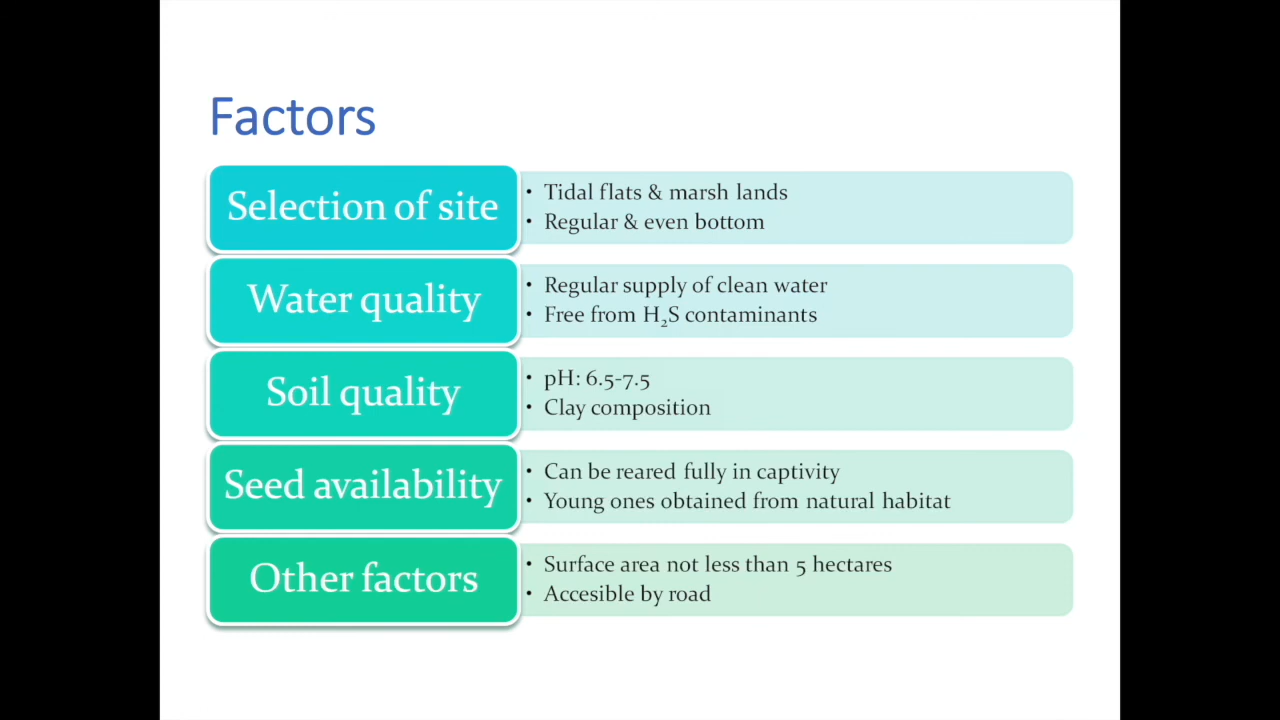 Factors
Selection of site
• Tidal flats & marsh lands
• Regular & even bottom
Water quality
• Regular supply of clean water
• Free from H₂S contaminants
Soil quality
• pH: 6.5-7.5
• Clay composition
Seed availability
• Can be reared fully in captivity
• Young ones obtained from natural habitat
Other factors
• Surface area not less than 5 hectares
• Accesible by road